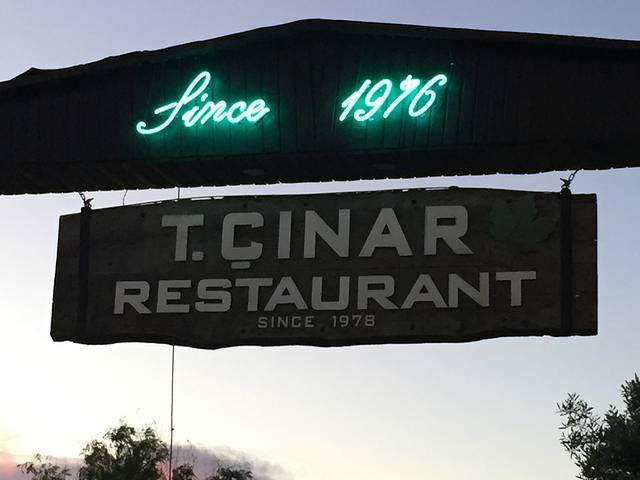 Since 1976
T. ÇINAR
RESTAURANT
SINCE 1978